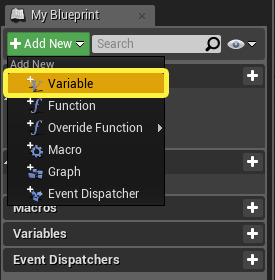 My Blueprint
Add New Search
Add New
Variable
Function
Override Function
Macro
Graph
Event Dispatcher
Macros
Variables
Event Dispatchers